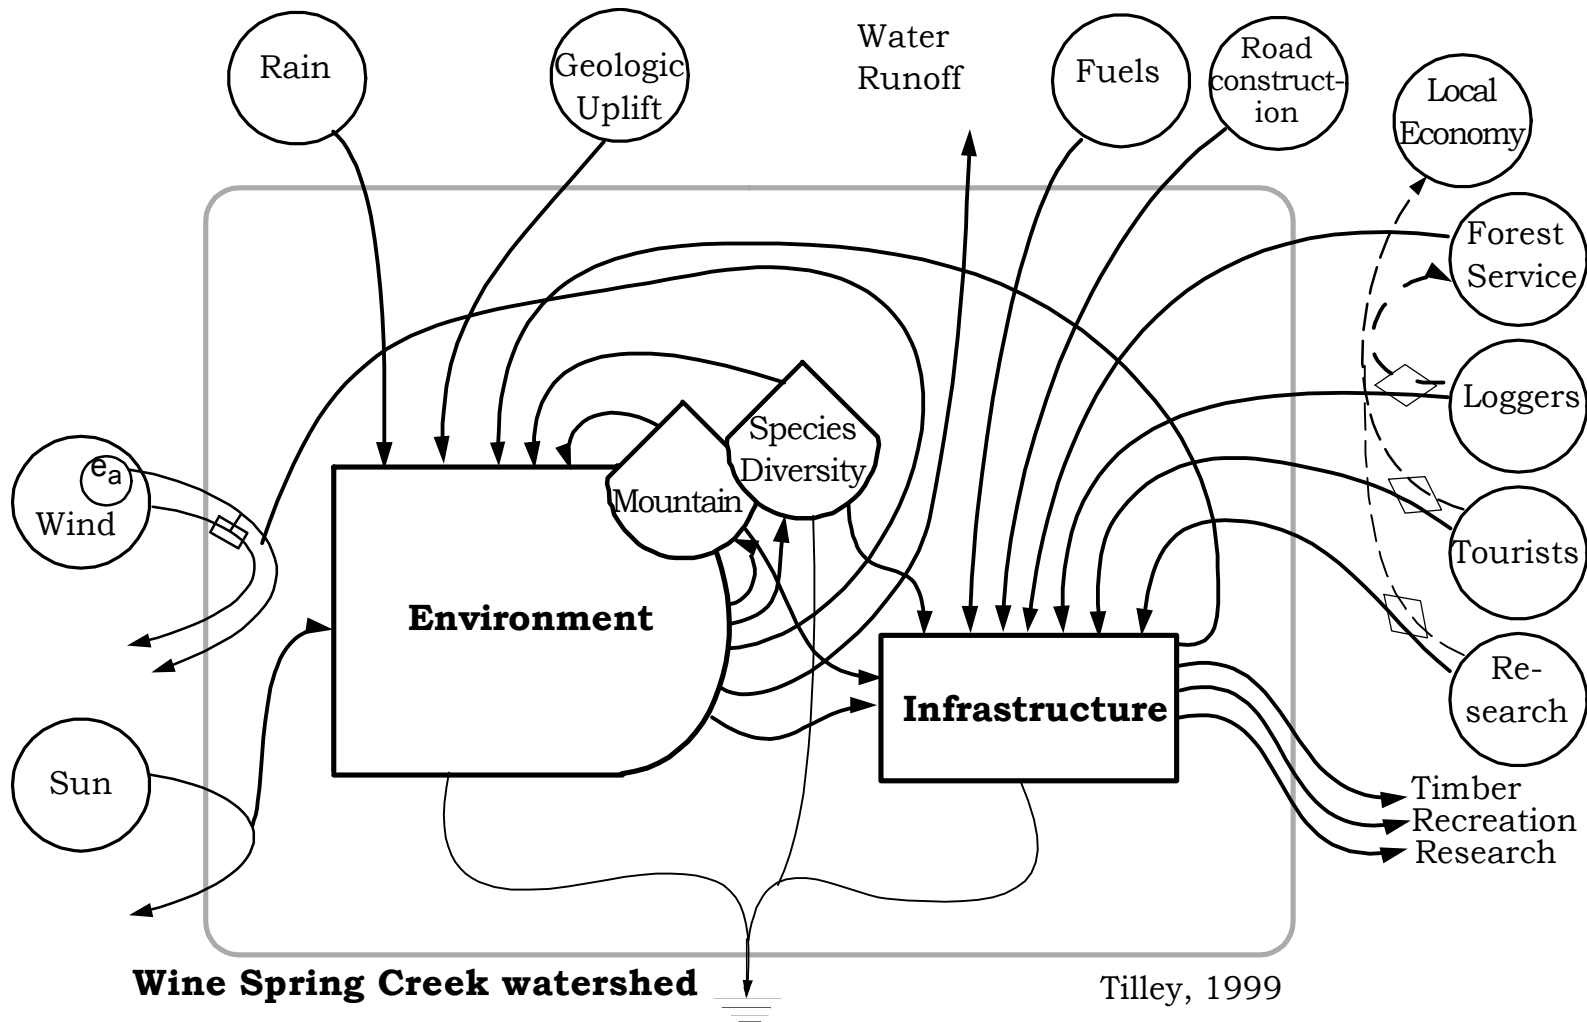 Rain
Geologic
Uplift
Water
Runoff
Fuels
Road
construct-
ion
Local
Economy
Forest
Service
Loggers
Tourists
Re-
search
ea
Wind
Sun
Species
Diversity
Mountain
Environment
Infrastructure
Timber
Recreation
Research
Wine Spring Creek watershed
Tilley, 1999